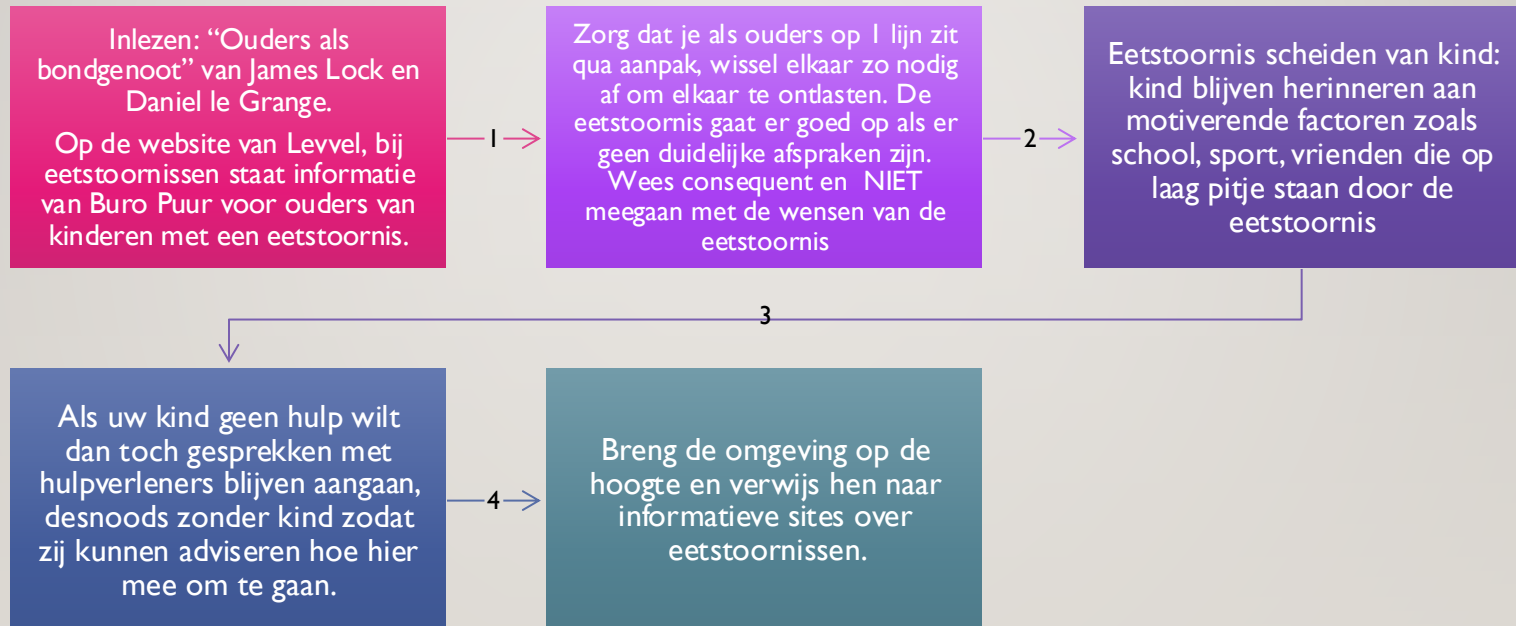 Inlezen: “Ouders als
bondgenoot” van James Lock en
Daniel le Grange.
Op de website van Levvel, bij
eetstoornissen staat informatie
van Buro Puur voor ouders van
kinderen met een eetstoornis.
1
Zorg dat je als ouders op 1 lijn zit
qua aanpak, wissel elkaar zo nodig
af om elkaar te ontlasten. De
eetstoornis gaat er goed op als er
geen duidelijke afspraken zijn.
Wees consequent en NIET
meegaan met de wensen van de
eetstoornis
2
Eetstoornis scheiden van kind:
kind blijven herinneren aan
motiverende factoren zoals
school, sport, vrienden die op
laag pitje staan door de
eetstoornis
3
Als uw kind geen hulp wilt
dan toch gesprekken met
hulpverleners blijven aangaan,
desnoods zonder kind zodat
zij kunnen adviseren hoe hier
mee om te gaan.
4
Breng de omgeving op de
hoogte en verwijs hen naar
informatieve sites over
eetstoornissen.